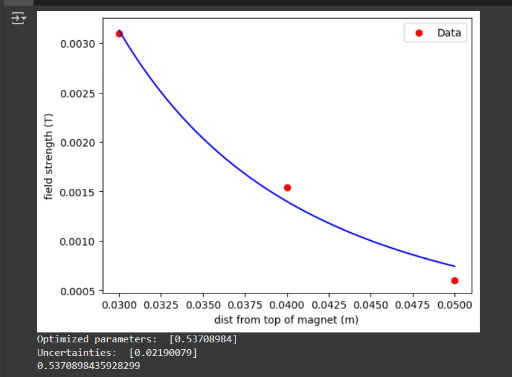 Data
field strength (T)
0.0030
0.0025
0.0020
0.0015
0.0010
0.0005
0.0300 0.0325 0.0350 0.0375 0.0400 0.0425 0.0450 0.0475 0.0500
dist from top of magnet (m)
Optimized parameters: [0.53708984]
Uncertainties: [0.02190079]
0.5370898435928299